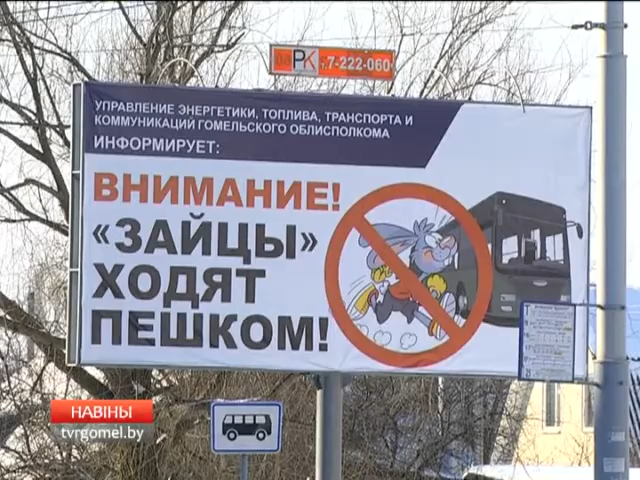 РК т.7-222-060
УПРАВЛЕНИЕ ЭНЕРГЕТИКИ, ТОПЛИВА, ТРАНСПОРТА И
КОММУНИКАЦИЙ ГОМЕЛЬСКОГО ОБЛИСПОЛКОМА
ИНФОРМИРУЕТ:
ВНИМАНИЕ!
«ЗАЙЦЫ»
ХОДЯТ
ПЕШКОМ!
НАВІНЫ
tvrgomel.by